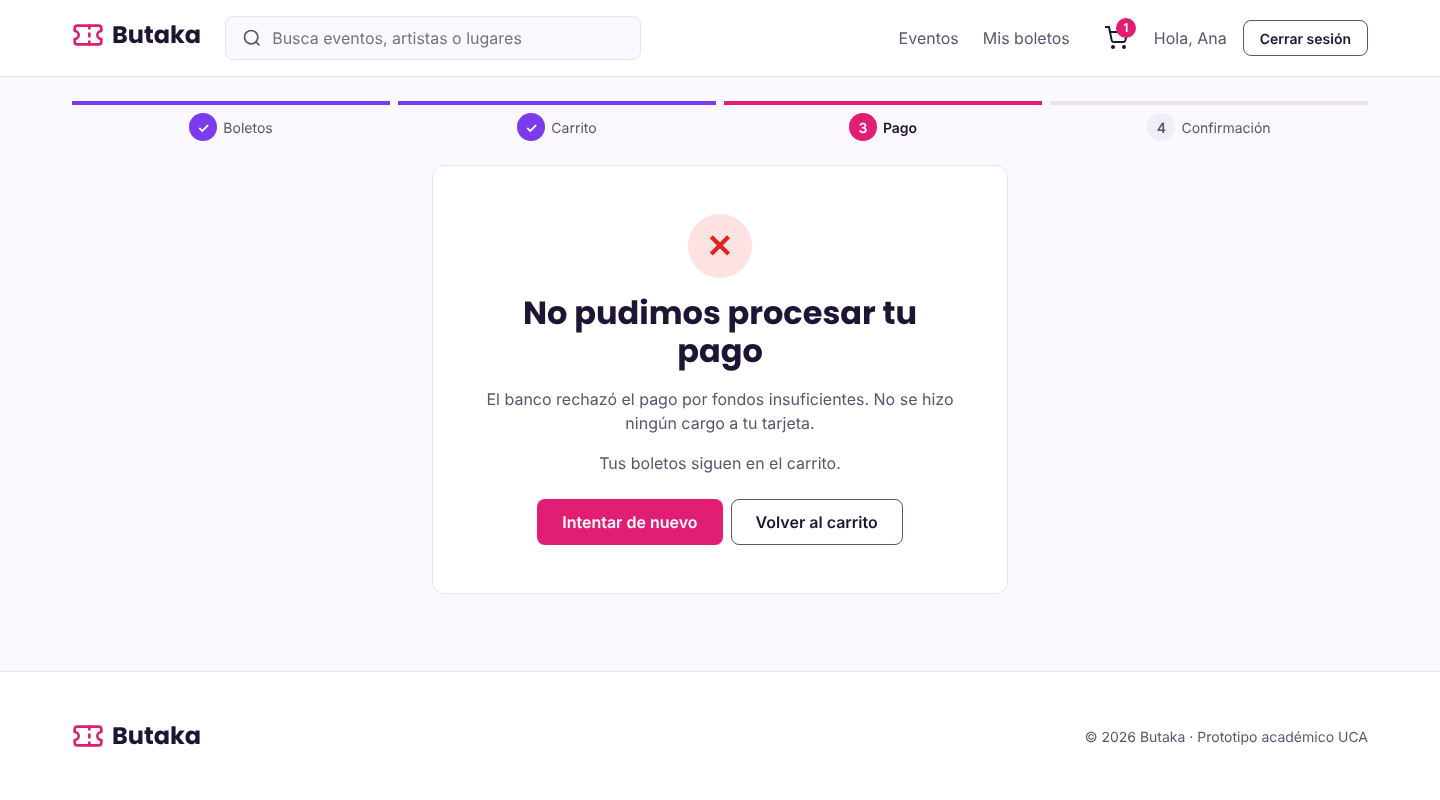 Butaka
Busca eventos, artistas o lugares
Eventos
Mis boletos
1
Hola, Ana
Cerrar sesión
Boletos
Carrito
3 Pago
4 Confirmación
No pudimos procesar tu
pago
El banco rechazó el pago por fondos insuficientes. No se hizo
ningún cargo a tu tarjeta.
Tus boletos siguen en el carrito.
Intentar de nuevo
Volver al carrito
Butaka
© 2026 Butaka · Prototipo académico UCA